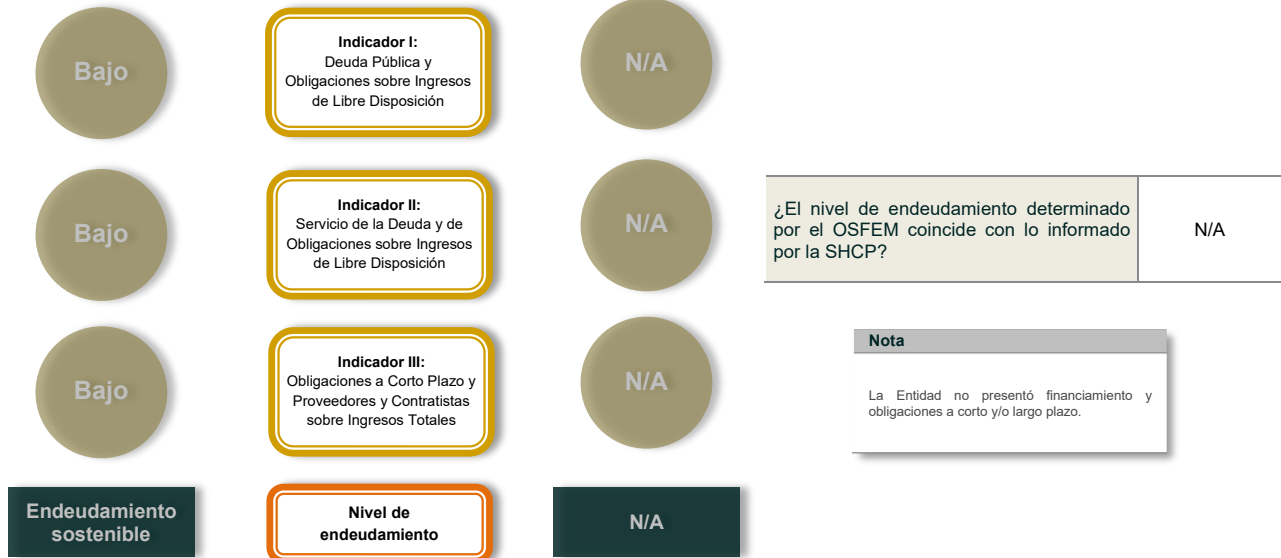 Bajo
Indicador I:
Deuda Pública y
Obligaciones sobre Ingresos
de Libre Disposición
N/A
Bajo
Indicador II:
Servicio de la Deuda y de
Obligaciones sobre Ingresos
de Libre Disposición
N/A
¿El nivel de endeudamiento determinado
por el OSFEM coincide con lo informado
por la SHCP?
N/A
Bajo
Indicador III:
Obligaciones a Corto Plazo y
Proveedores y Contratistas
sobre Ingresos Totales
N/A
Nota
La Entidad no presentó financiamiento y
obligaciones a corto y/o largo plazo.
Endeudamiento
sostenible
Nivel de
endeudamiento
N/A